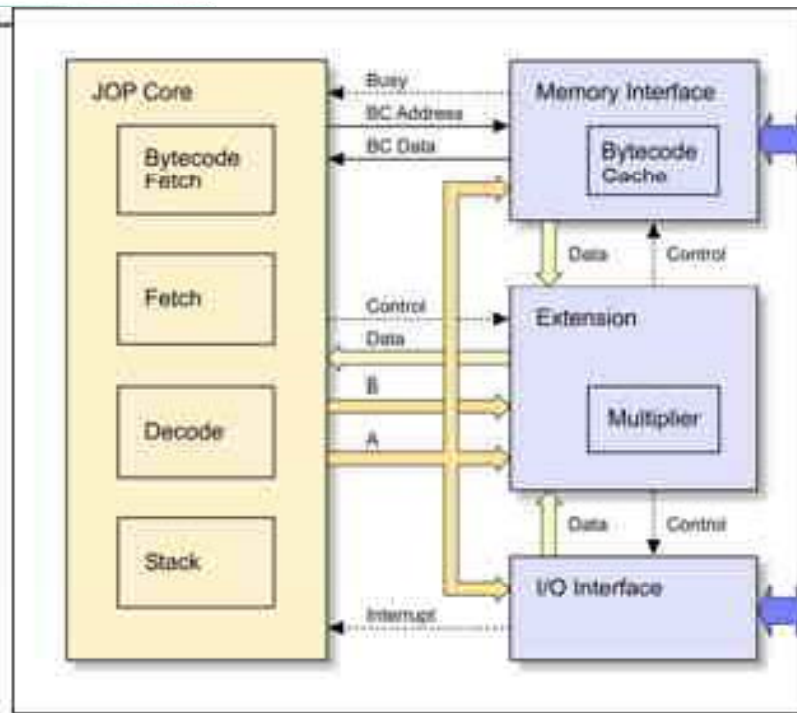 JOP Core
Bytecode
Fetch
Fetch
Decode
Stack
Busy
BC Address
BC Data
Control
Data
B
A
Interrupt
Memory Interface
Bytecode
Cache
Data
Control
Extension
Multiplier
Data
Control
I/O Interface